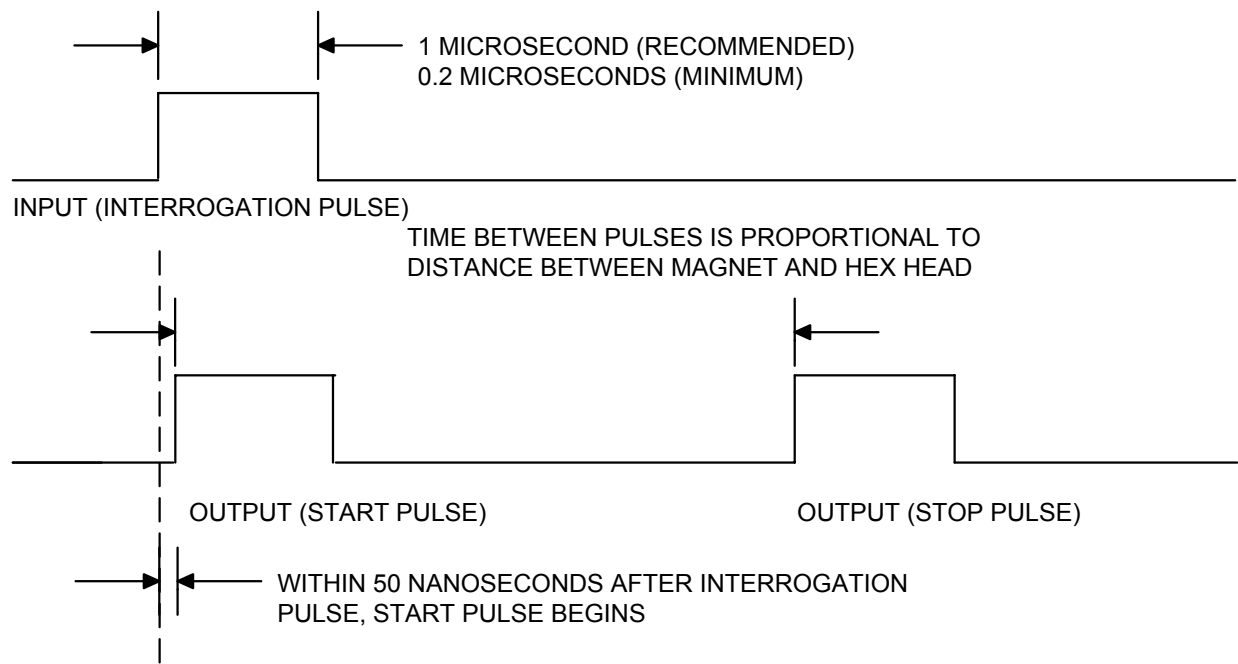 1 MICROSECOND (RECOMMENDED)
0.2 MICROSECONDS (MINIMUM)
INPUT (INTERROGATION PULSE)
TIME BETWEEN PULSES IS PROPORTIONAL TO
DISTANCE BETWEEN MAGNET AND HEX HEAD
OUTPUT (START PULSE)
OUTPUT (STOP PULSE)
WITHIN 50 NANOSECONDS AFTER INTERROGATION
PULSE, START PULSE BEGINS